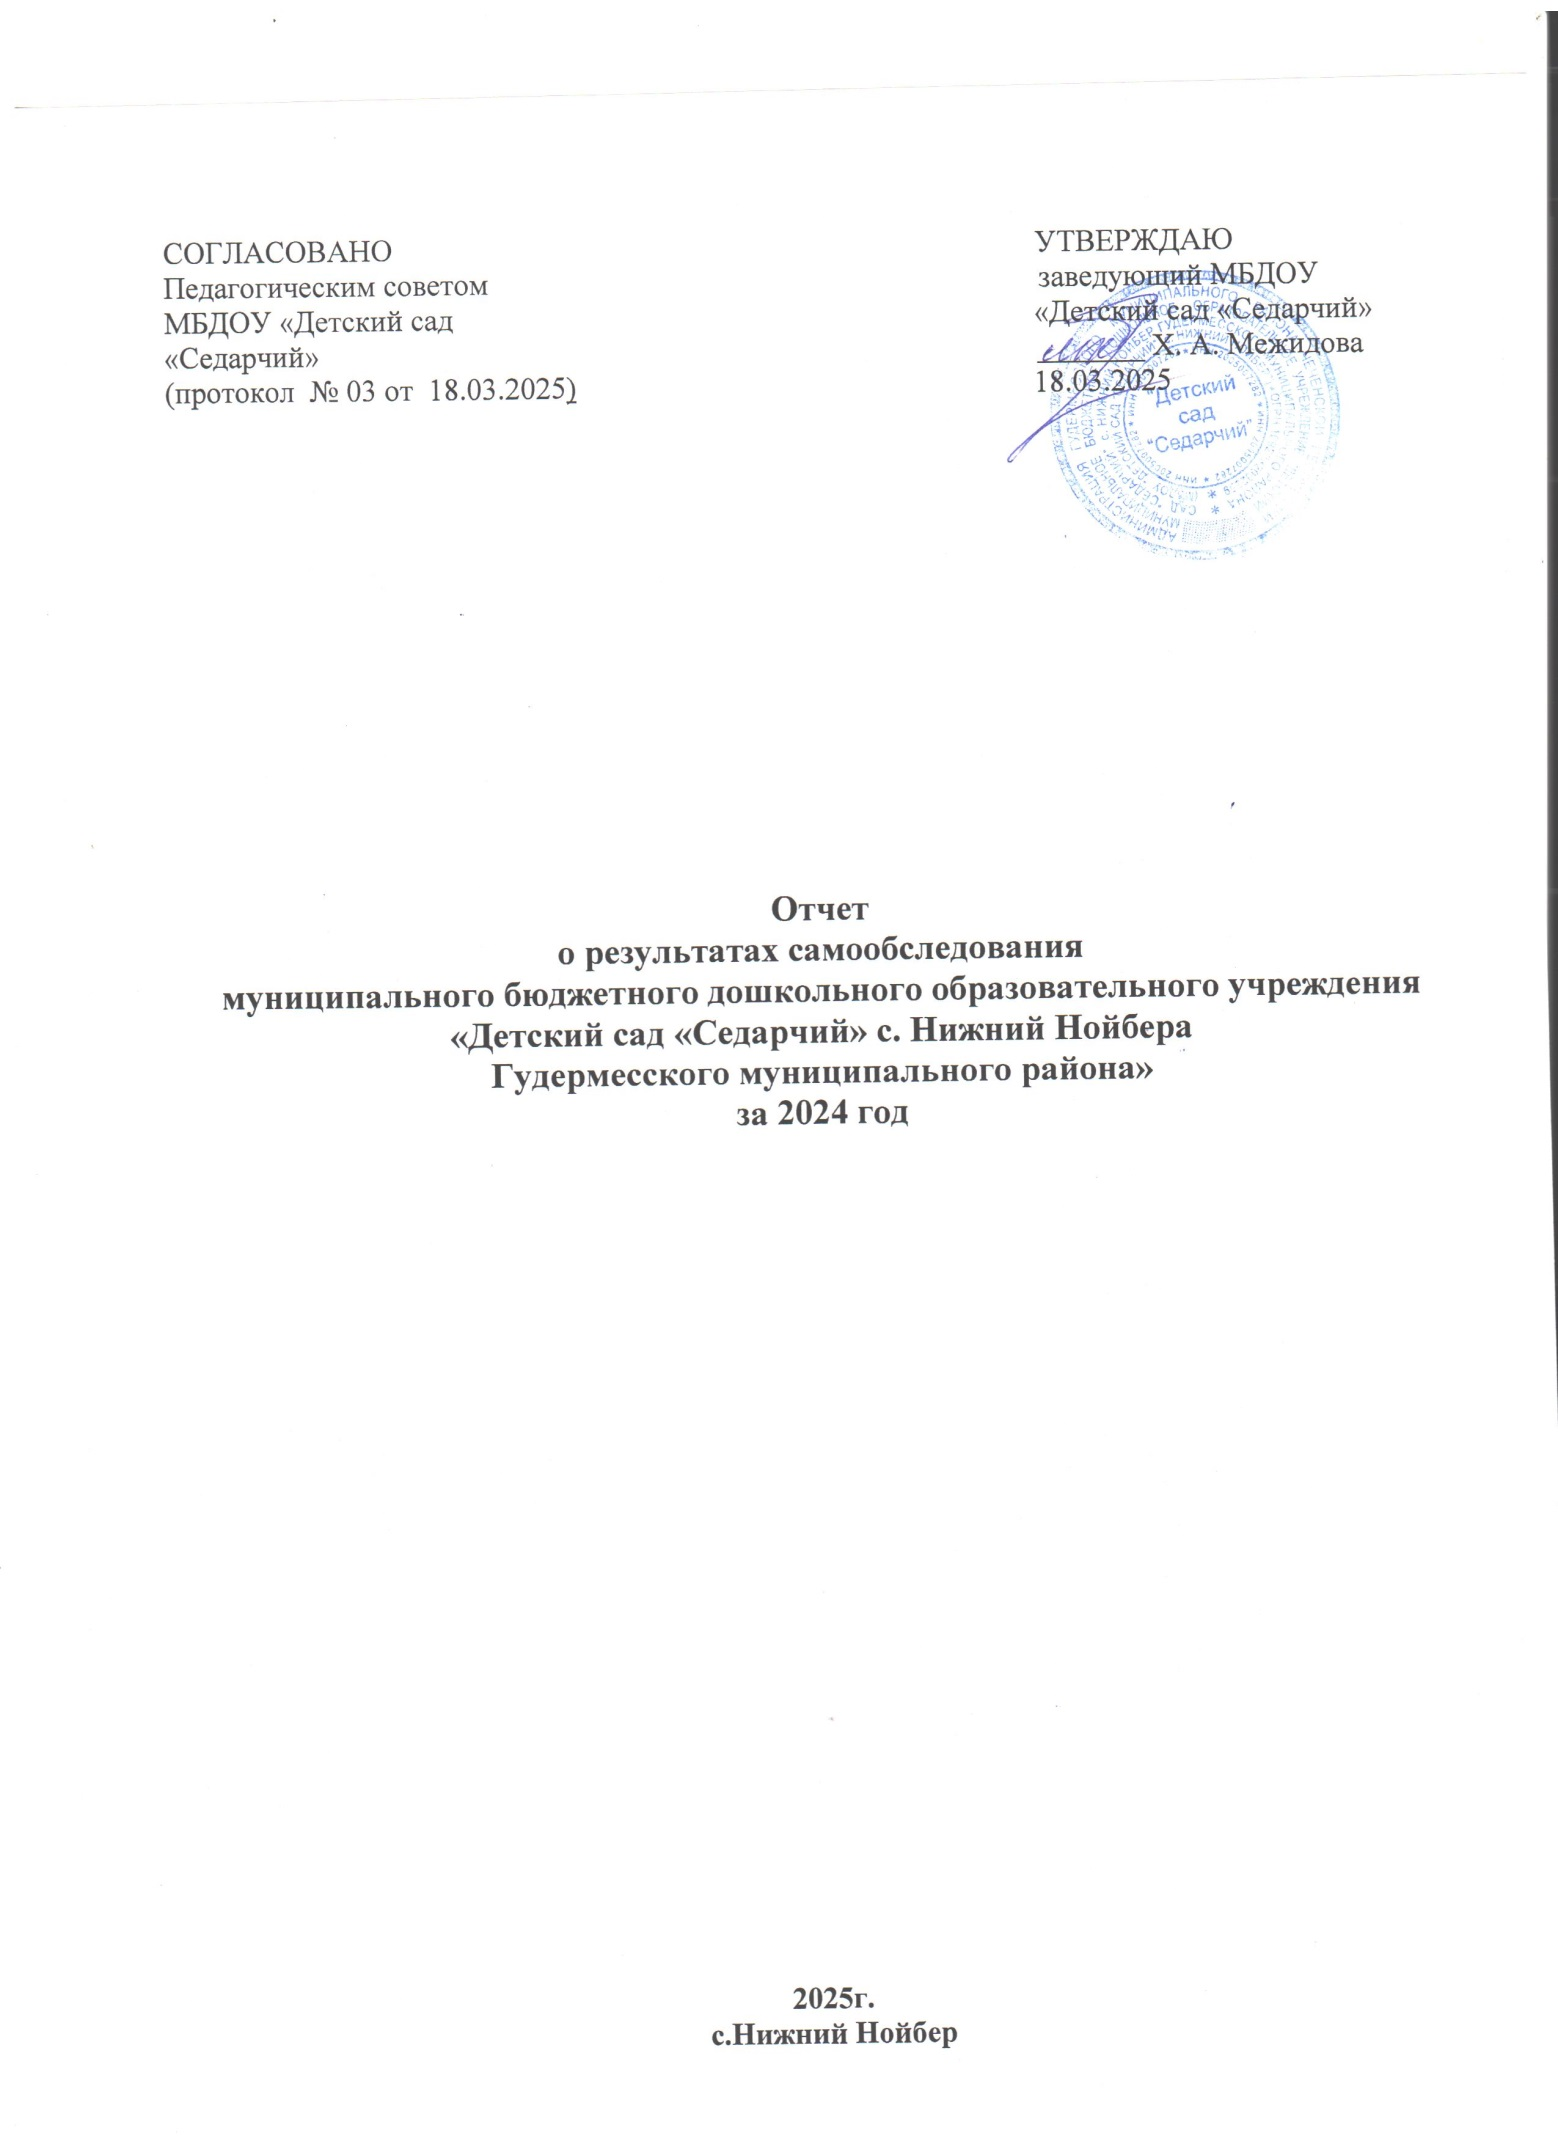 СОГЛАСОВАНО
Педагогическим советом
МБДОУ «Детский сад
«Седарчий»
(протокол № 03 от 18.03.2025)
УТВЕРЖДАЮ
заведующий МБДОУ
«Детский сад «Седарчий»
Х. А. Межидова
18.03.2025
"Детский
сад
"Седарчий"
Отчет
о результатах самообследования
муниципального бюджетного дошкольного образовательного учреждения
«Детский сад «Седарчий» с. Нижний Нойбера
Гудермесского муниципального района»
за 2024 год
2025г.
с.Нижний Нойбер